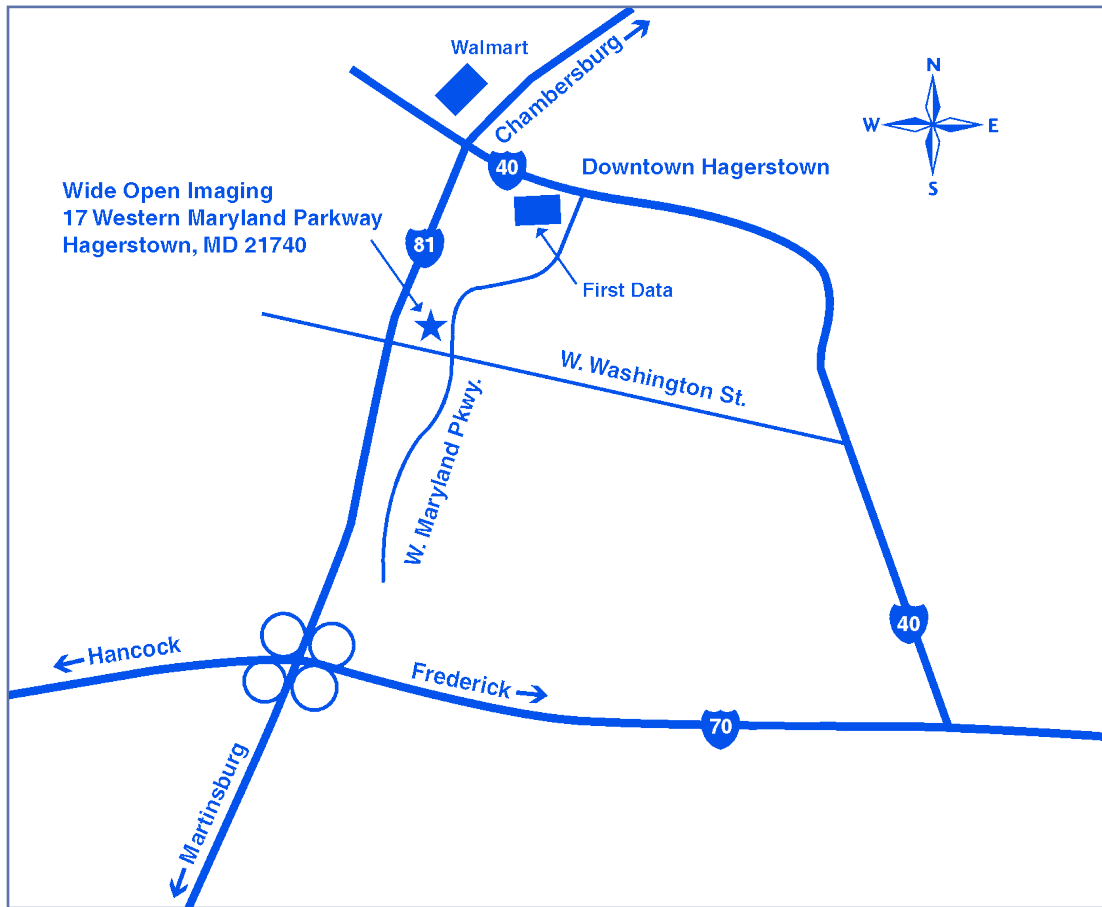 Walmart
Chambersburg
N
W
E
S
40
Downtown Hagerstown
Wide Open Imaging
17 Western Maryland Parkway
Hagerstown, MD 21740
81
First Data
W. Washington St.
W. Maryland Pkwy.
40
Hancock
Frederick
70
Martinsburg